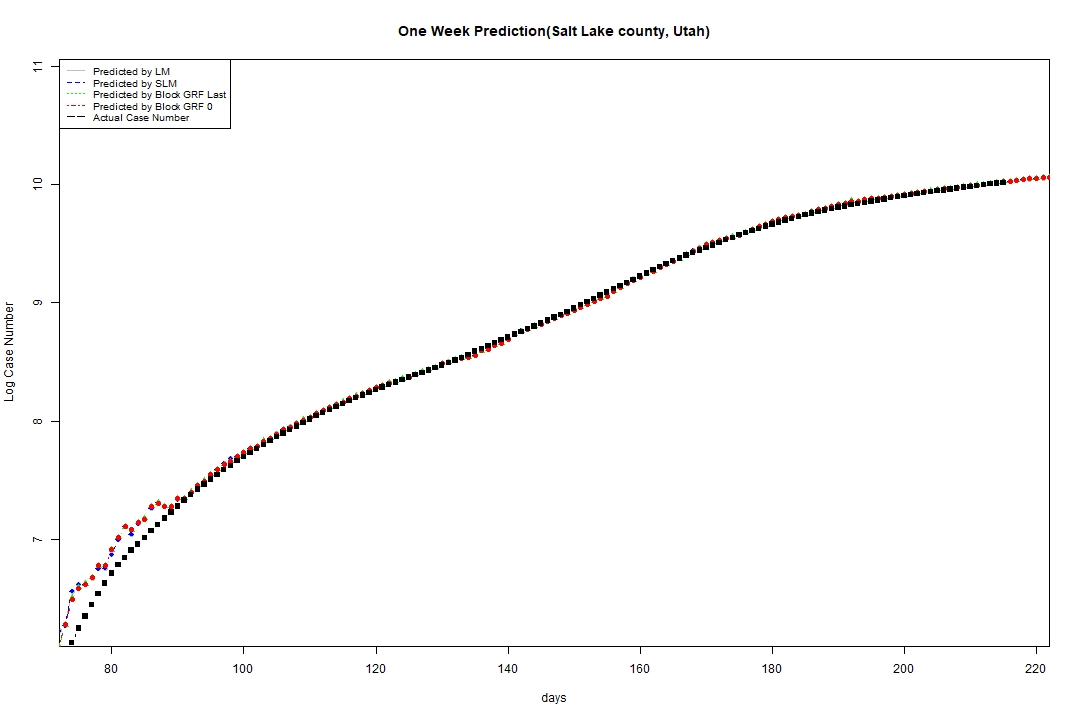 One Week Prediction(Salt Lake county, Utah)
11
Predicted by LM
Predicted by SLM
Predicted by Block GRF Last
Predicted by Block GRF 0
Actual Case Number
10
9
8
7
Log Case Number
80 100 120 140 160 180 200 220
days